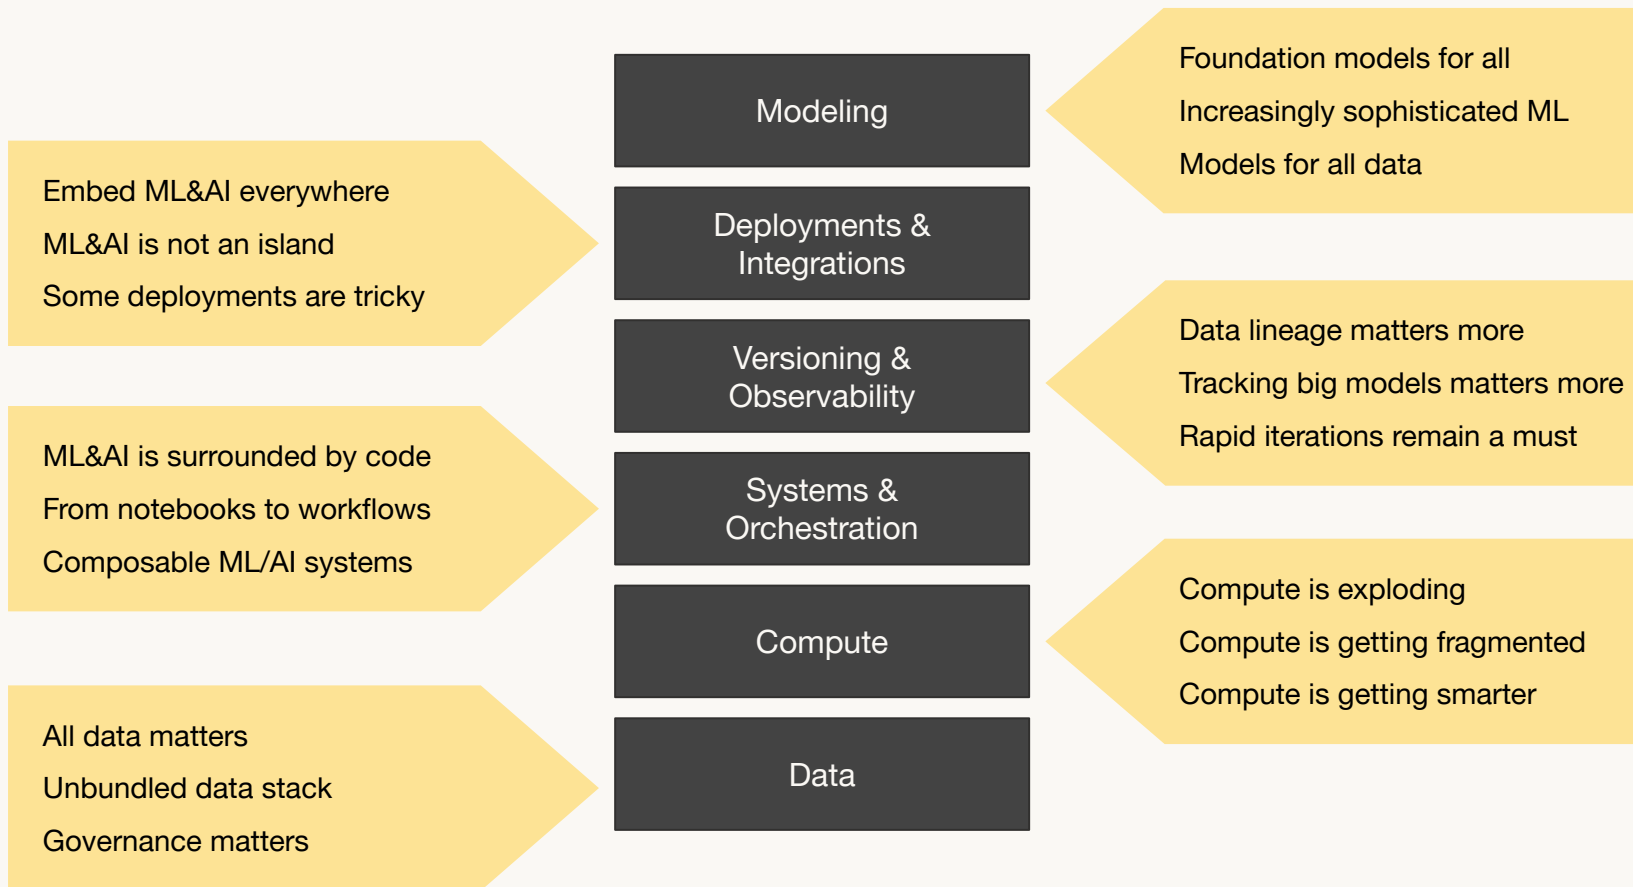 Modeling
Foundation models for all
Increasingly sophisticated ML
Models for all data
Embed ML&AI everywhere
ML&AI is not an island
Some deployments are tricky
Deployments &
Integrations
Versioning &
Observability
Data lineage matters more
Tracking big models matters more
Rapid iterations remain a must
ML&AI is surrounded by code
From notebooks to workflows
Composable ML/AI systems
Systems &
Orchestration
Compute
Compute is exploding
Compute is getting fragmented
Compute is getting smarter
All data matters
Unbundled data stack
Governance matters
Data